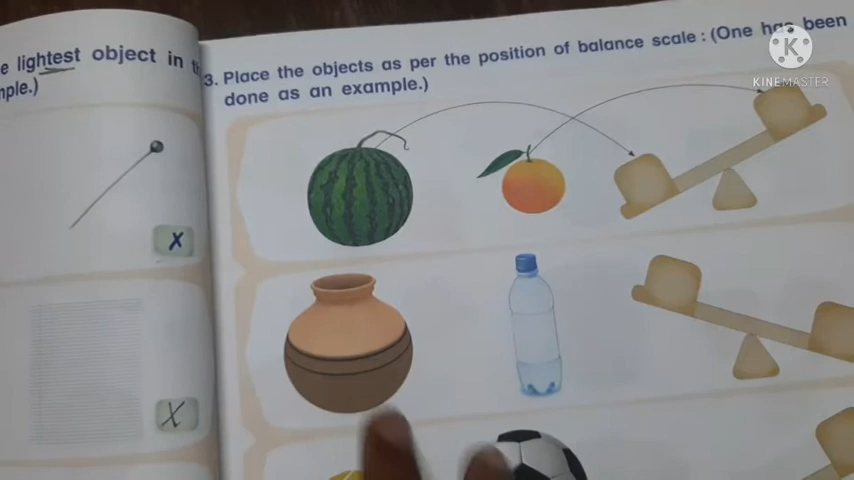 e lightest object in
mple.)
3. Place the objects as per the position of balance scale : (One has been
done as an example.)
X
X
K
KINEMASTER